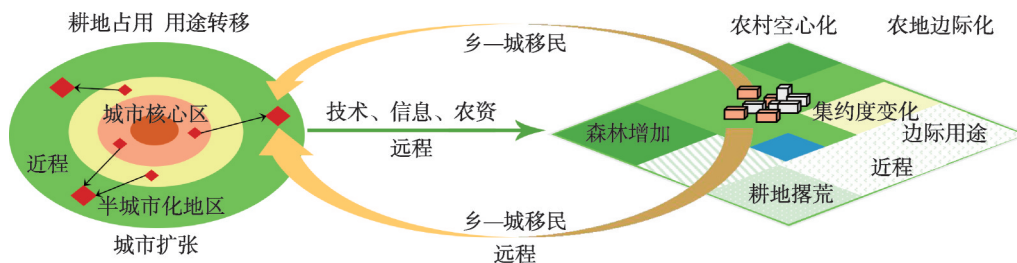 耕地占用 用途转移
乡—城移民
农村空心化
农地边际化
城市核心区
技术、信息、农资
远程
森林增加
集约度变化
边际用途
近程
近程
耕地撂荒
半城市化地区
乡—城移民
城市扩张
远程